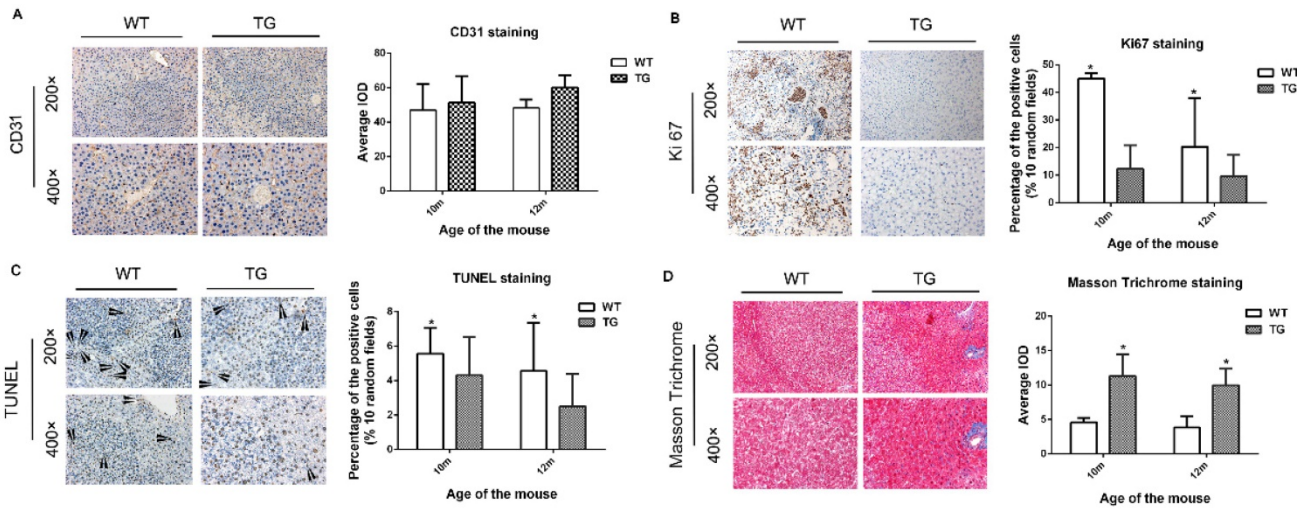 A
WT
TG
CD31
200×
400×
CD31 staining
Average IOD
80
60
40
20
0
10m
12m
Age of the mouse
WT
TG
B
WT
TG
Ki 67
200×
400×
Ki67 staining
Percentage of the positive cells
(% 10 random fields)
50
40
30
20
10
0
*
*
10m
12m
Age of the mouse
WT
TG
C
WT
TG
TUNEL
200×
400×
TUNEL staining
Percentage of the positive cells
(% 10 random fields)
8
6
4
2
0
*
*
10m
12m
Age of the mouse
WT
TG
D
WT
TG
Masson Trichrome
200×
400×
Masson Trichrome staining
Average IOD
20
15
10
5
0
*
*
10m
12m
Age of the mouse
WT
TG